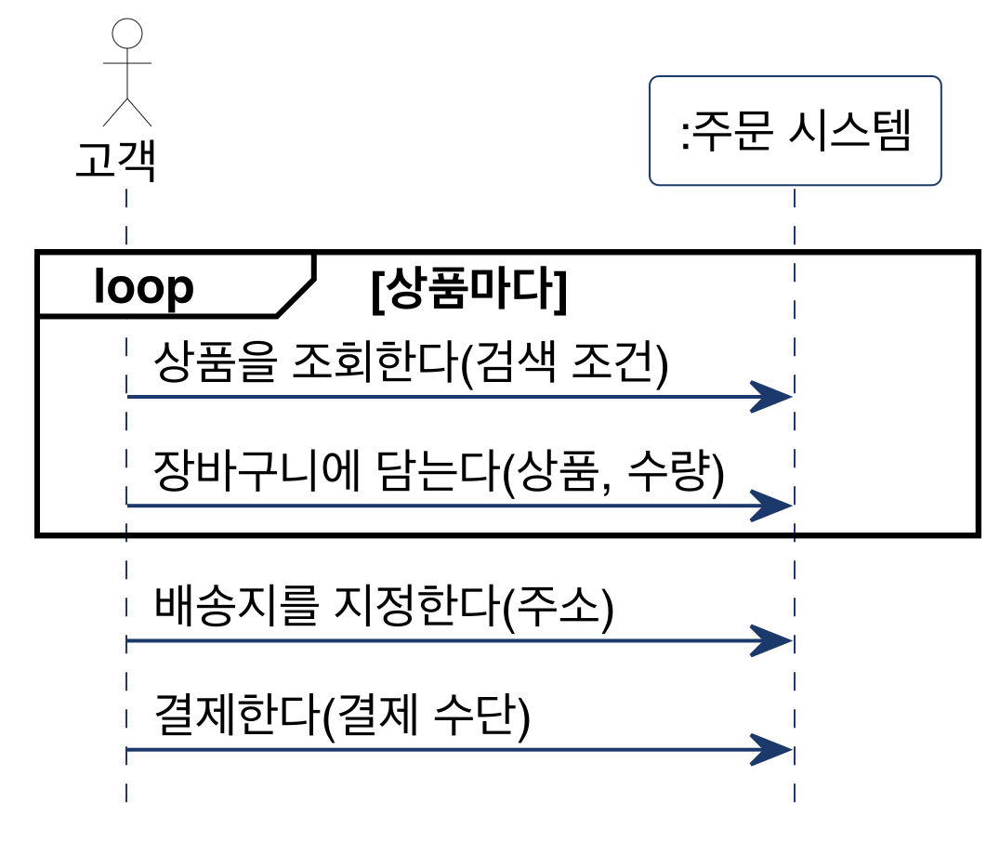 고객
:주문 시스템
loop [상품마다]
상품을 조회한다(검색 조건)
장바구니에 담는다(상품, 수량)
배송지를 지정한다(주소)
결제한다(결제 수단)